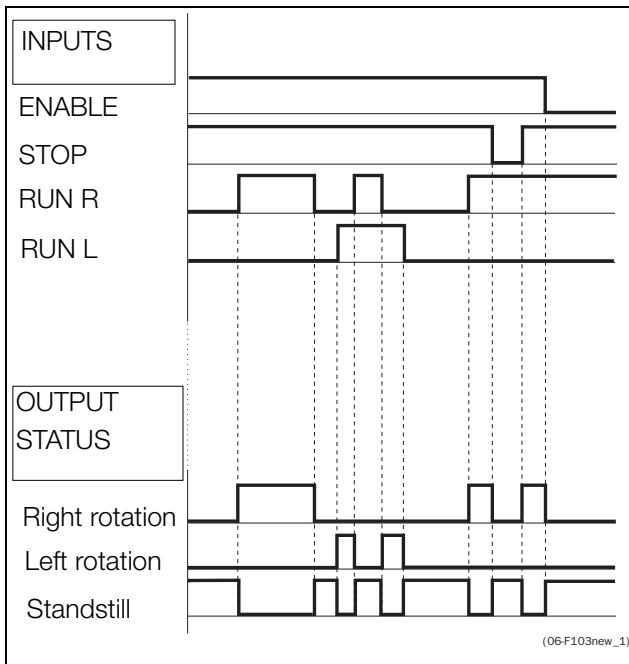 INPUTS
ENABLE
STOP
RUN R
RUN L
OUTPUT
STATUS
Right rotation
Left rotation
Standstill
(06-F103new_1)